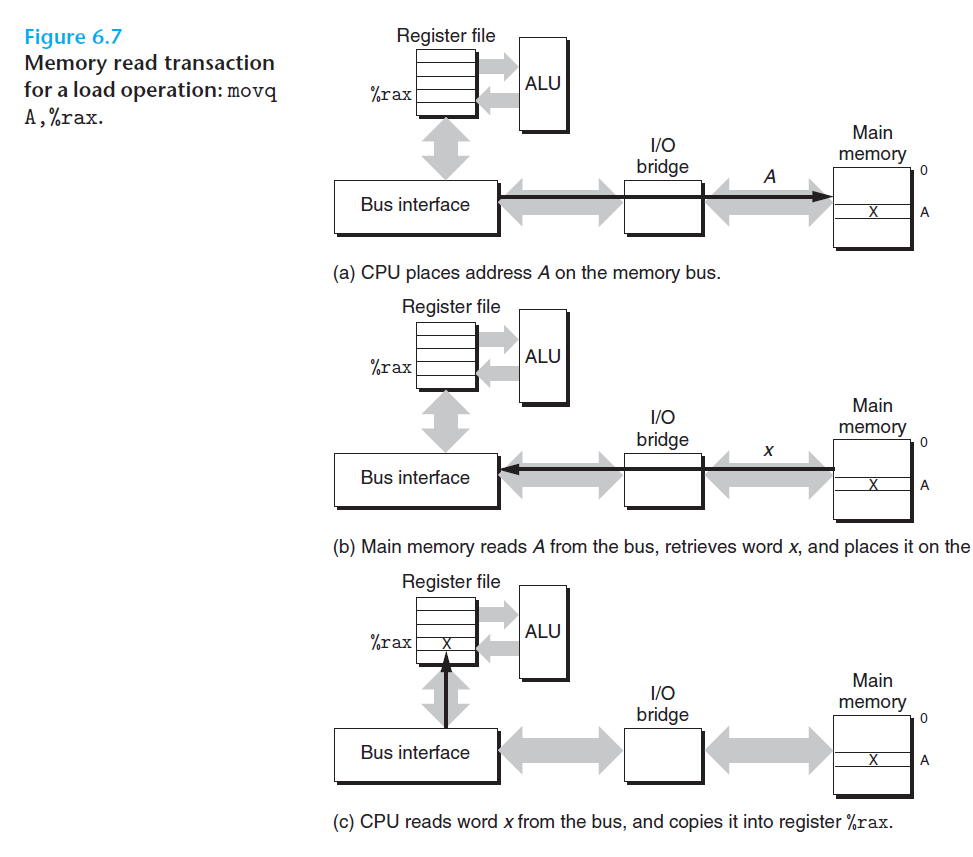 Figure 6.7
Memory read transaction
for a load operation: movq
A,%rax.
Register file
%rax
ALU
I/O
bridge
Main
memory
A
0
Bus interface
X
A
(a) CPU places address A on the memory bus.
Register file
%rax
ALU
I/O
bridge
Main
memory
x
0
Bus interface
X
A
(b) Main memory reads A from the bus, retrieves word x, and places it on the
Register file
%rax
X
ALU
I/O
bridge
Main
memory
0
Bus interface
X
A
(c) CPU reads word x from the bus, and copies it into register %rax.